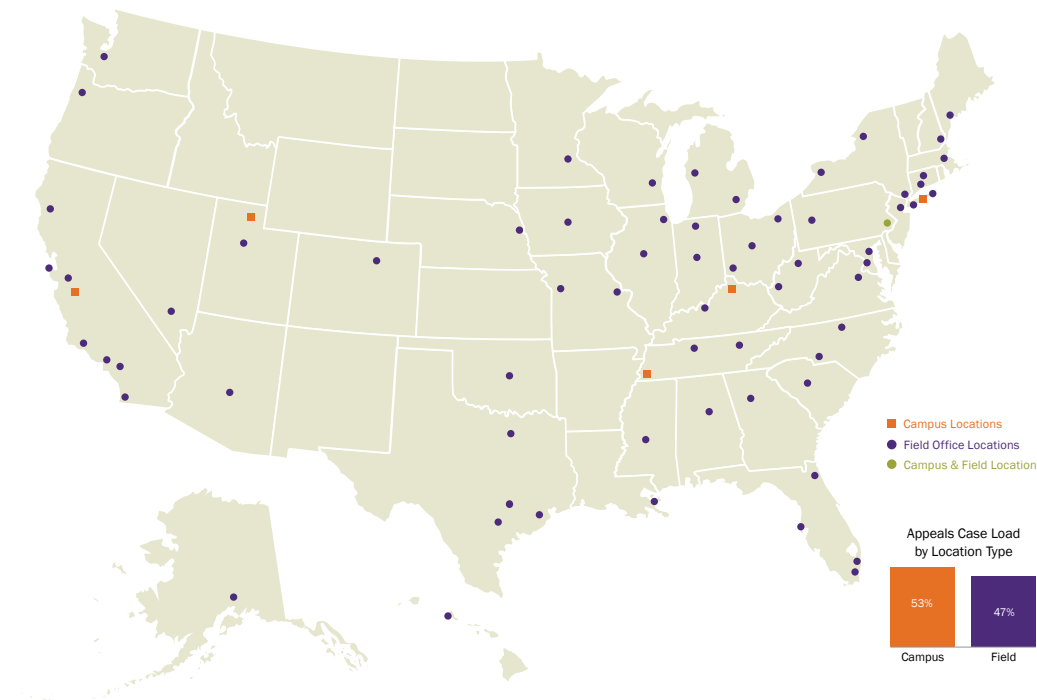 Campus Locations
Field Office Locations
Campus & Field Location
Appeals Case Load
by Location Type
53%
47%
Campus
Field